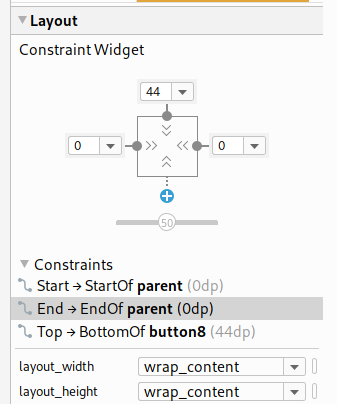 Layout
Constraint Widget
44
0
0
50
Constraints
Start → StartOf parent (0dp)
End → EndOf parent (0dp)
Top → BottomOf button8 (44dp)
layout_width wrap_content
layout_height wrap_content